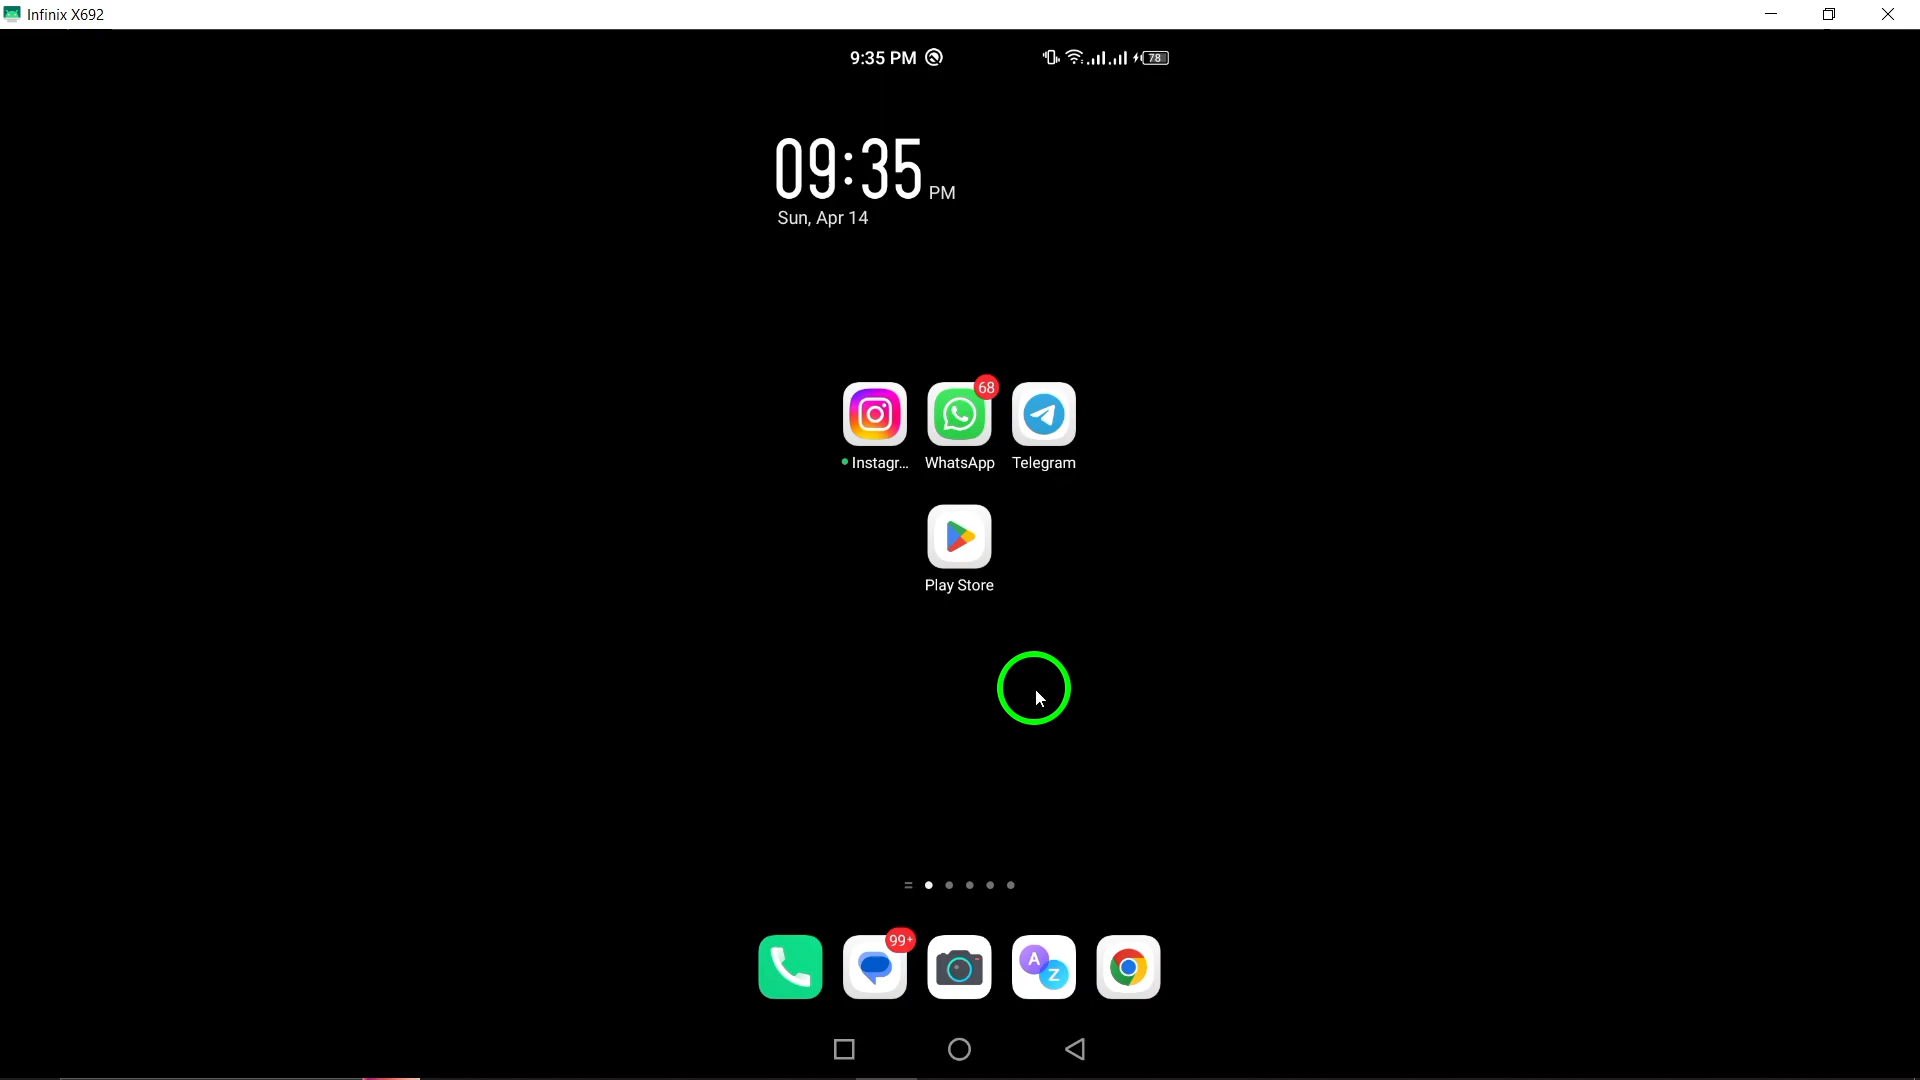 Infinix X692
9:35 PM
78
09:35 PM
Sun, Apr 14
68
Instagr...
WhatsApp
Telegram
Play Store
99+
A
Z